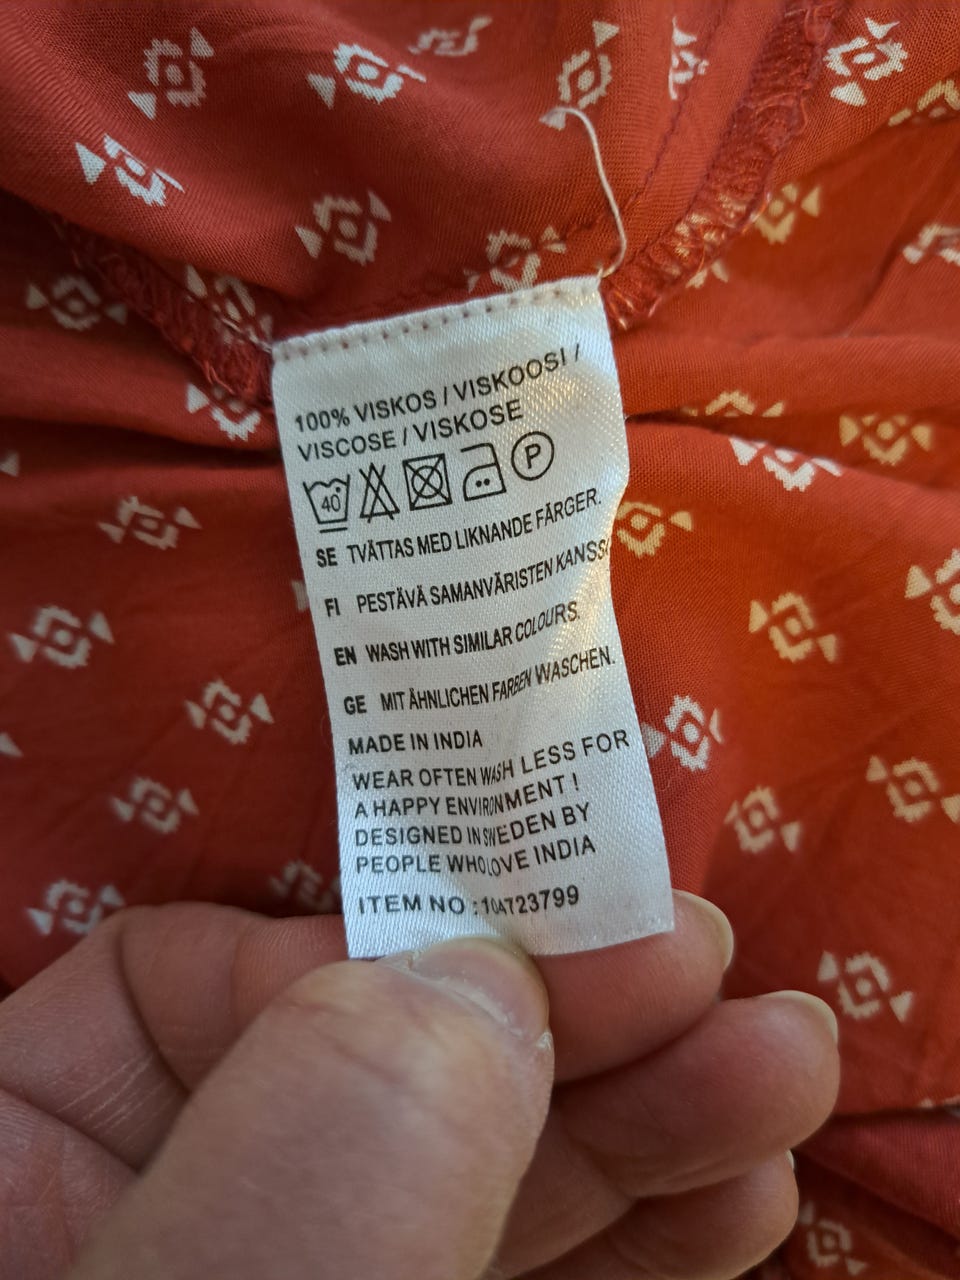 100% VISKOS / VISKOOSI /
VISCOSE / VISKOSE
40 P
SE TVÄTTAS MED LIKNANDE FÄRGER.
FI PESTÄVÄ SAMANVÄRISTEN KANSS
EN WASH WITH SIMILAR COLOURS.
GE MIT ÄHNLICHEN FARBEN WASCHEN.
MADE IN INDIA
WEAR OFTEN WASH LESS FOR
A HAPPY ENVIRONMENT !
DESIGNED IN SWEDEN BY
PEOPLE WHO LOVE INDIA
ITEM NO : 104723799